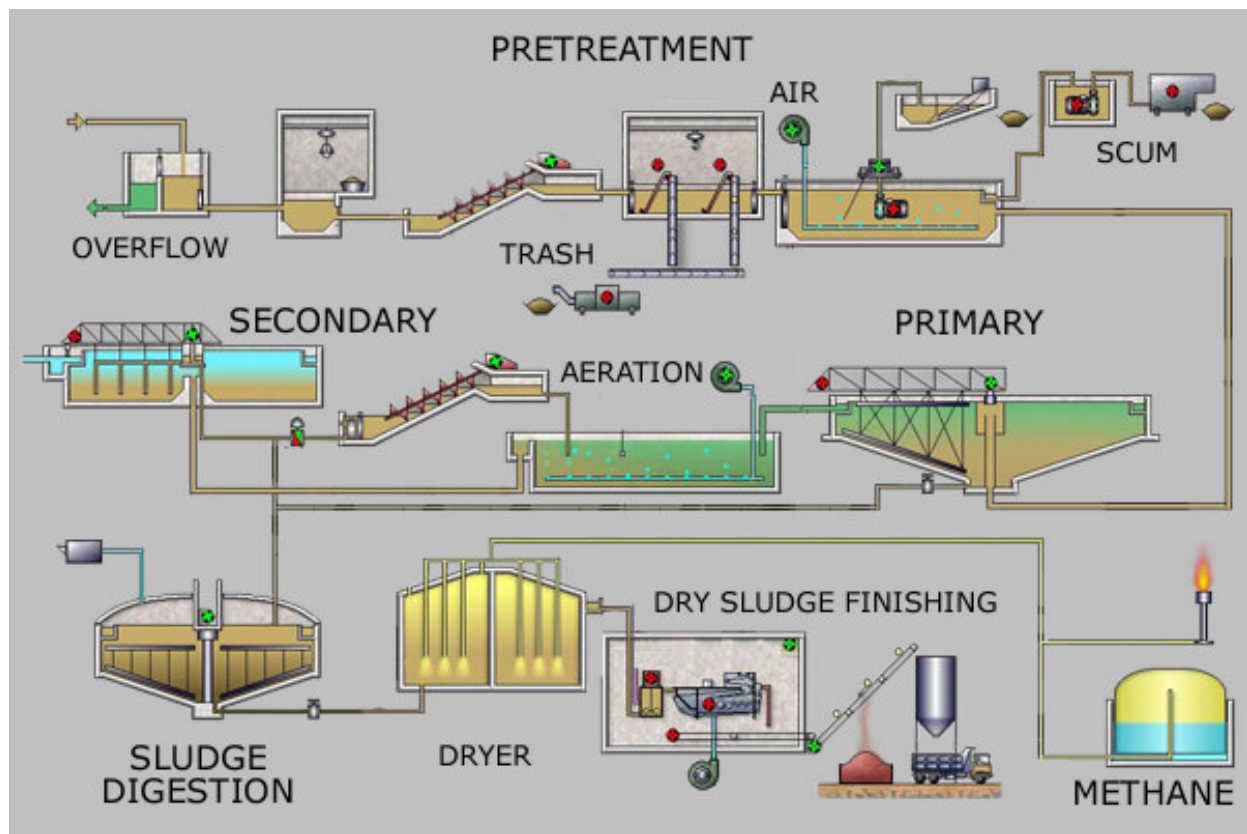 PRETREATMENT
AIR
SCUM
OVERFLOW
TRASH
SECONDARY
PRIMARY
AERATION
DRY SLUDGE FINISHING
SLUDGE
DIGESTION
DRYER
METHANE